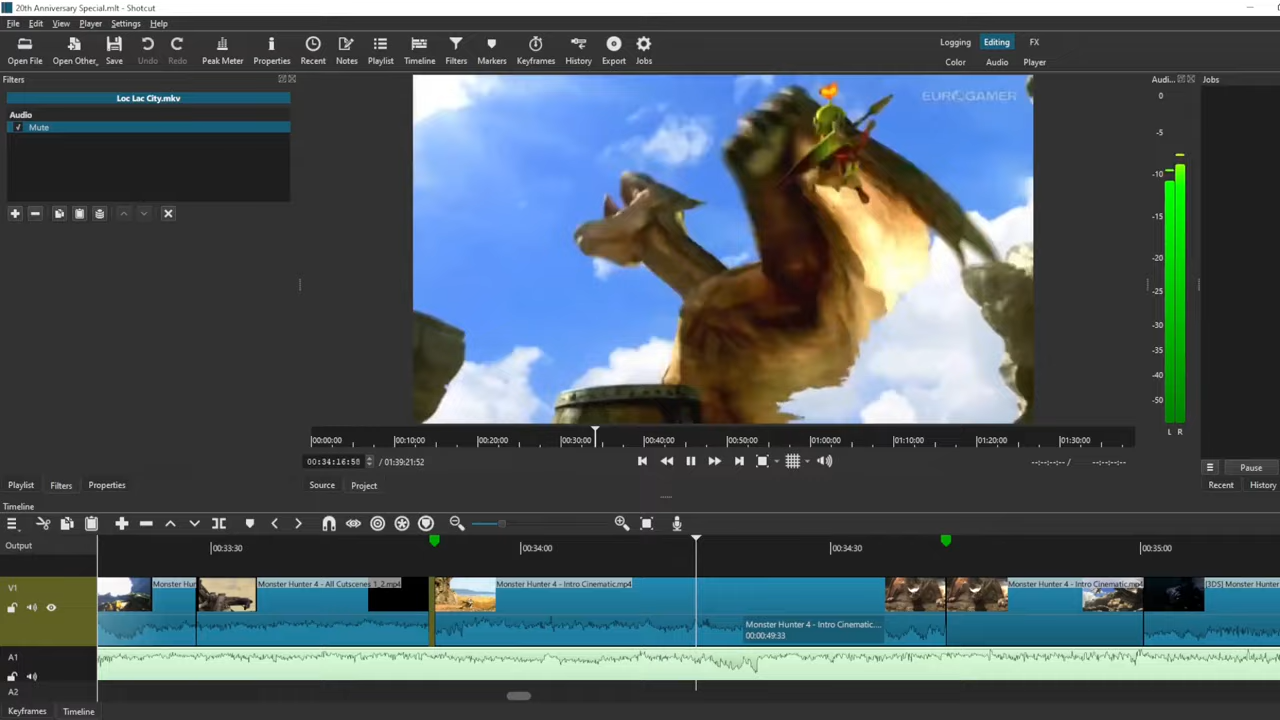 20th Anniversary Special.mlt - Shotcut
File Edit View Player Settings Help
Open File Open Other... Save Undo Redo Peak Meter Properties Recent Notes Playlist Timeline Filters Markers Keyframes History Export Jobs
Logging Editing FX
Color Audio Player
Filters
Loc Lac City.mkv
Audio
Mute
EUROGAMER
Audi...
Jobs
0
-5
-10
-15
-20
-25
-30
-35
-40
-45
-50
L R
00:00:00 00:10:00 00:20:00 00:30:00 00:40:00 00:50:00 01:00:00 01:10:00 01:20:00 01:30:00
00:34:16:58 / 01:39:21:52
--:--:--:-- / --:--:--:--
Pause
Playlist Filters Properties
Source Project
Recent History
Timeline
Output
00:33:30 00:34:00 00:34:30 00:35:00
V1
Monster Hun
Monster Hunter 4 - All Cutscenes 1_2.mp4
Monster Hunter 4 - Intro Cinematic.mp4
Monster Hunter 4 - Intro Cinematic.mp4
[3DS] Monster Hunter
Monster Hunter 4 - Intro Cinematic....
00:00:49:33
A1
A2
Keyframes Timeline